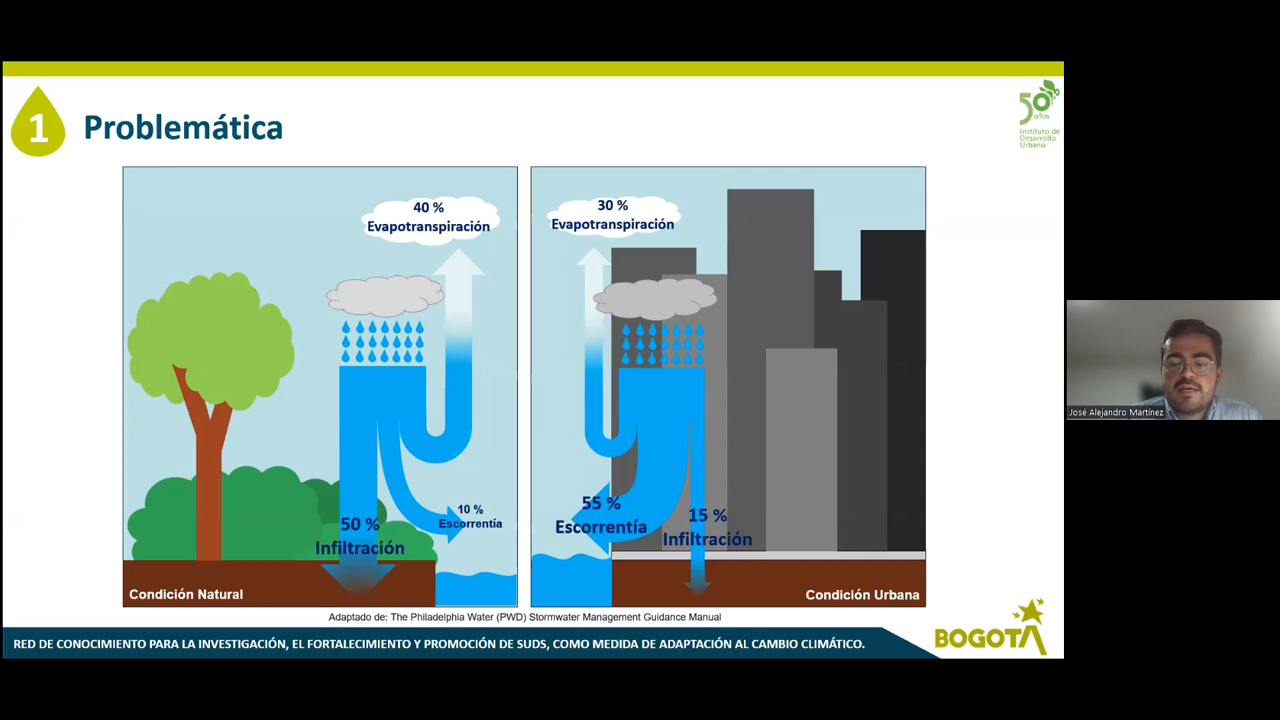 1
Problemática
50
años
Instituto de
Desarrollo
Urbano
40 %
Evapotranspiración
10 %
Escorrentía
50 %
Infiltración
Condición Natural
30 %
Evapotranspiración
55 %
Escorrentía
15 %
Infiltración
Condición Urbana
Adaptado de: The Philadelphia Water (PWD) Stormwater Management Guidance Manual
RED DE CONOCIMIENTO PARA LA INVESTIGACIÓN, EL FORTALECIMIENTO Y PROMOCIÓN DE SUDS, COMO MEDIDA DE ADAPTACIÓN AL CAMBIO CLIMÁTICO.
BOGOTA
José Alejandro Martínez